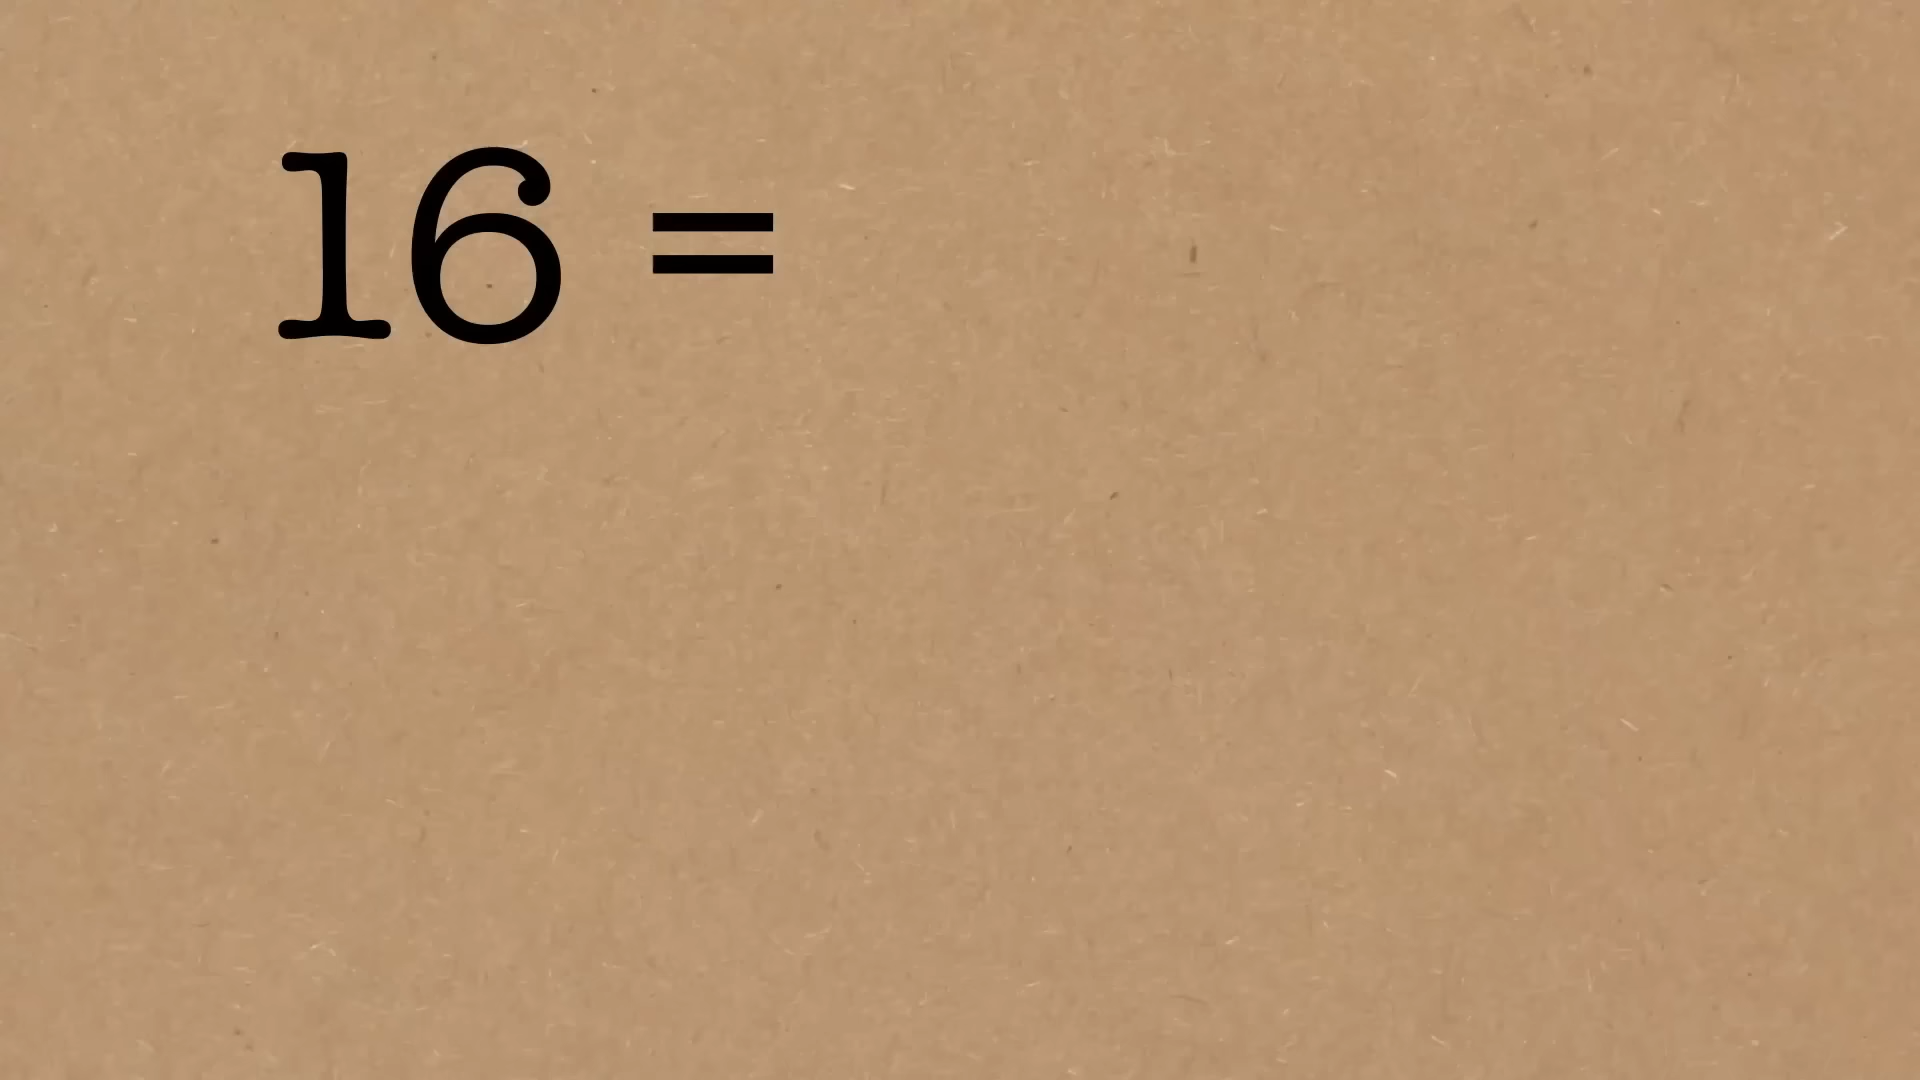 16 =